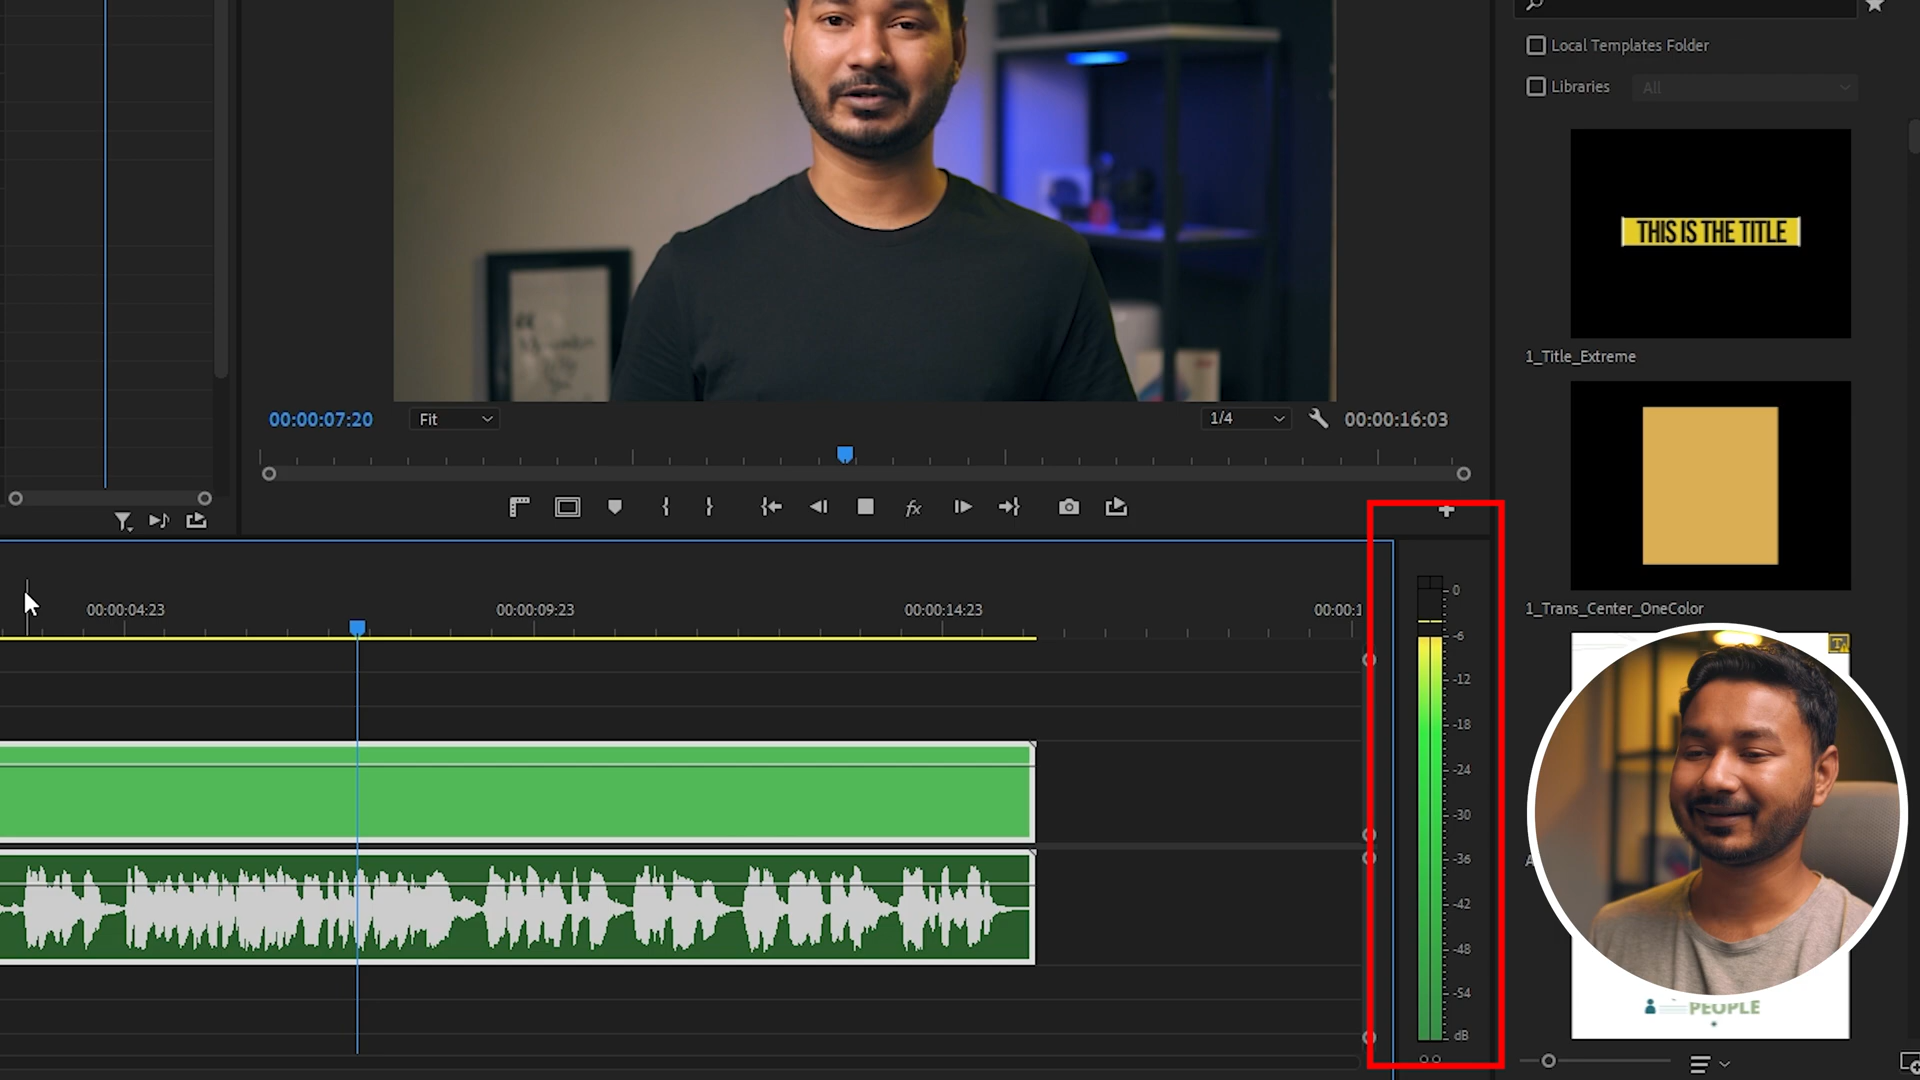 Local Templates Folder
Libraries
All
THIS IS THE TITLE
1_Title_Extreme
00:00:07:20
Fit
1/4
00:00:16:03
fx
1_Trans_Center_OneColor
00:00:04:23
00:00:09:23
00:00:14:23
00:00:1
0
-6
-12
-18
-24
-30
-36
-42
-48
-54
dB
A
PEOPLE